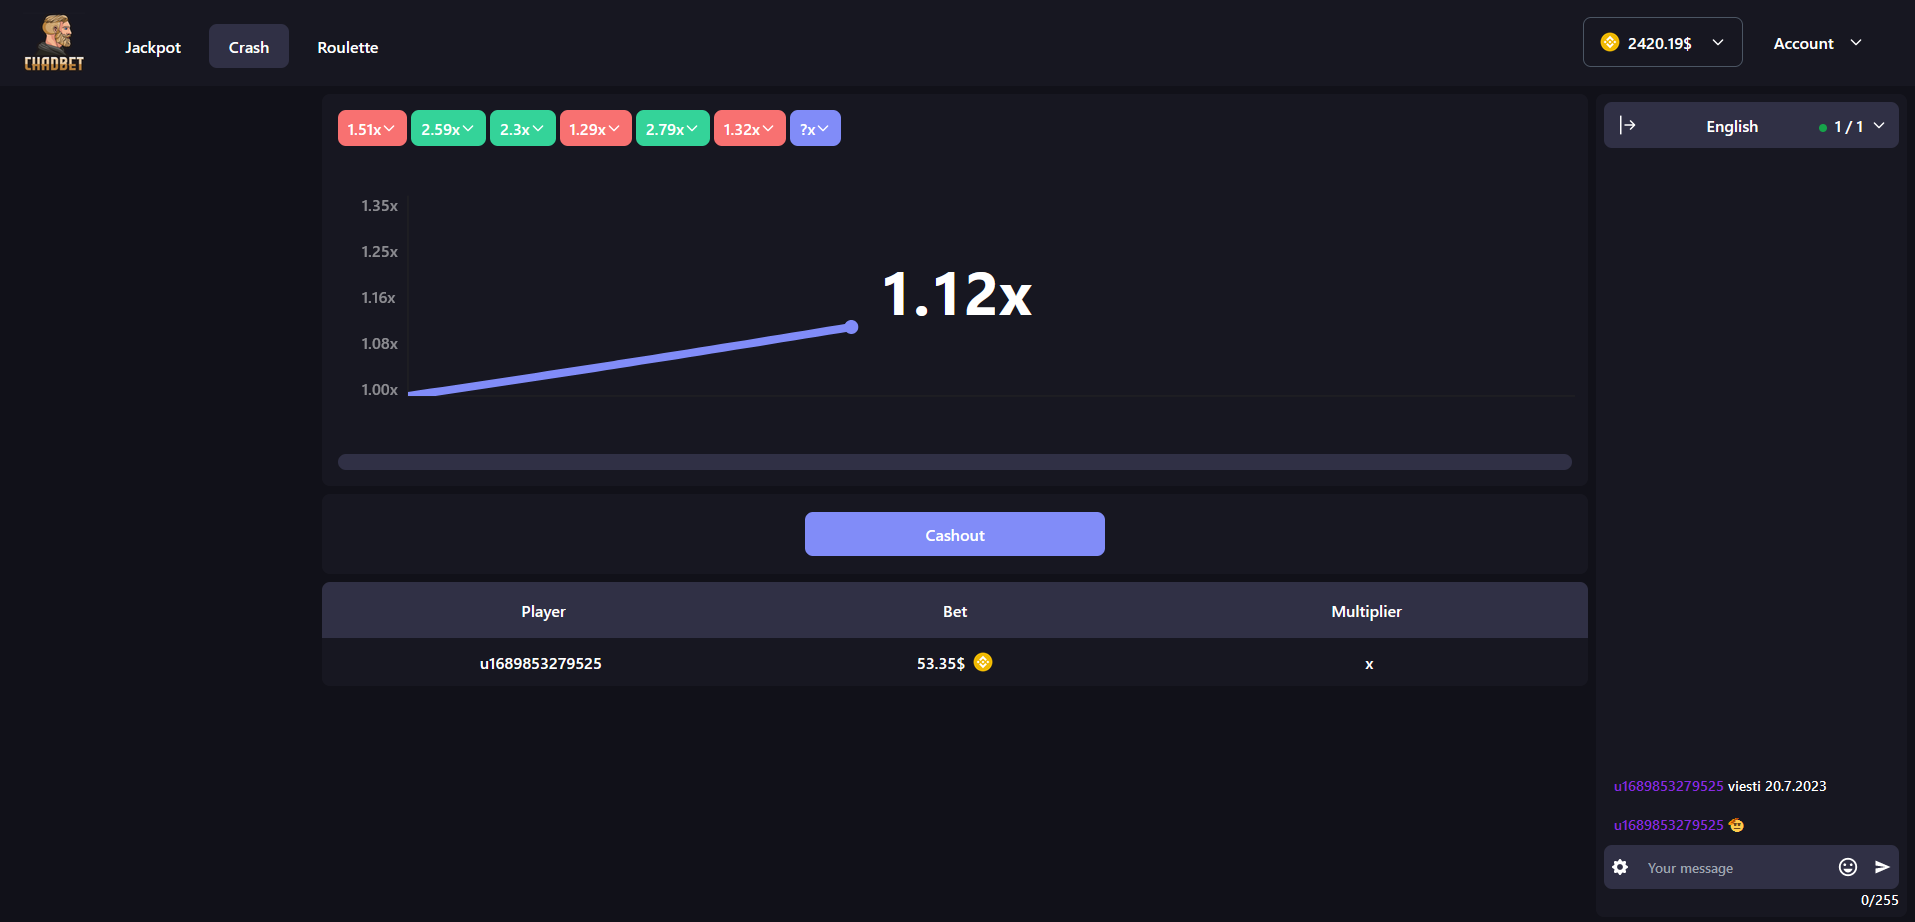 CHADBET
Jackpot
Crash
Roulette
2420.19$
Account
1.51x
2.59x
2.3x
1.29x
2.79x
1.32x
?x
English
1 / 1
1.35x
1.25x
1.16x
1.08x
1.00x
1.12x
Cashout
Player Bet Multiplier
u1689853279525 53.35$ x
u1689853279525 viesti 20.7.2023
u1689853279525
Your message
0/255